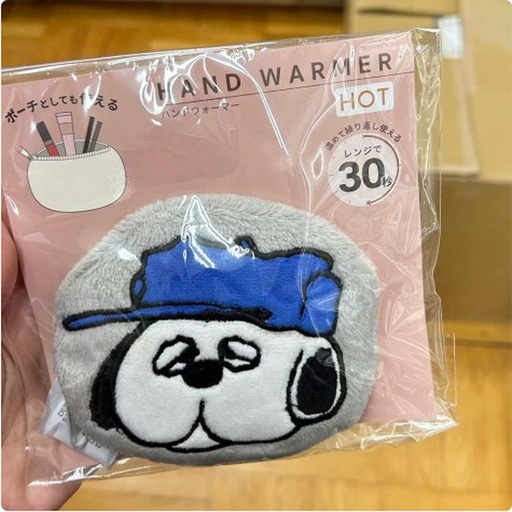 HAND WARMER
ハンドウォーマー
HOT
ポーチとしても使える
温めて繰り返し使える
レンジで
30秒